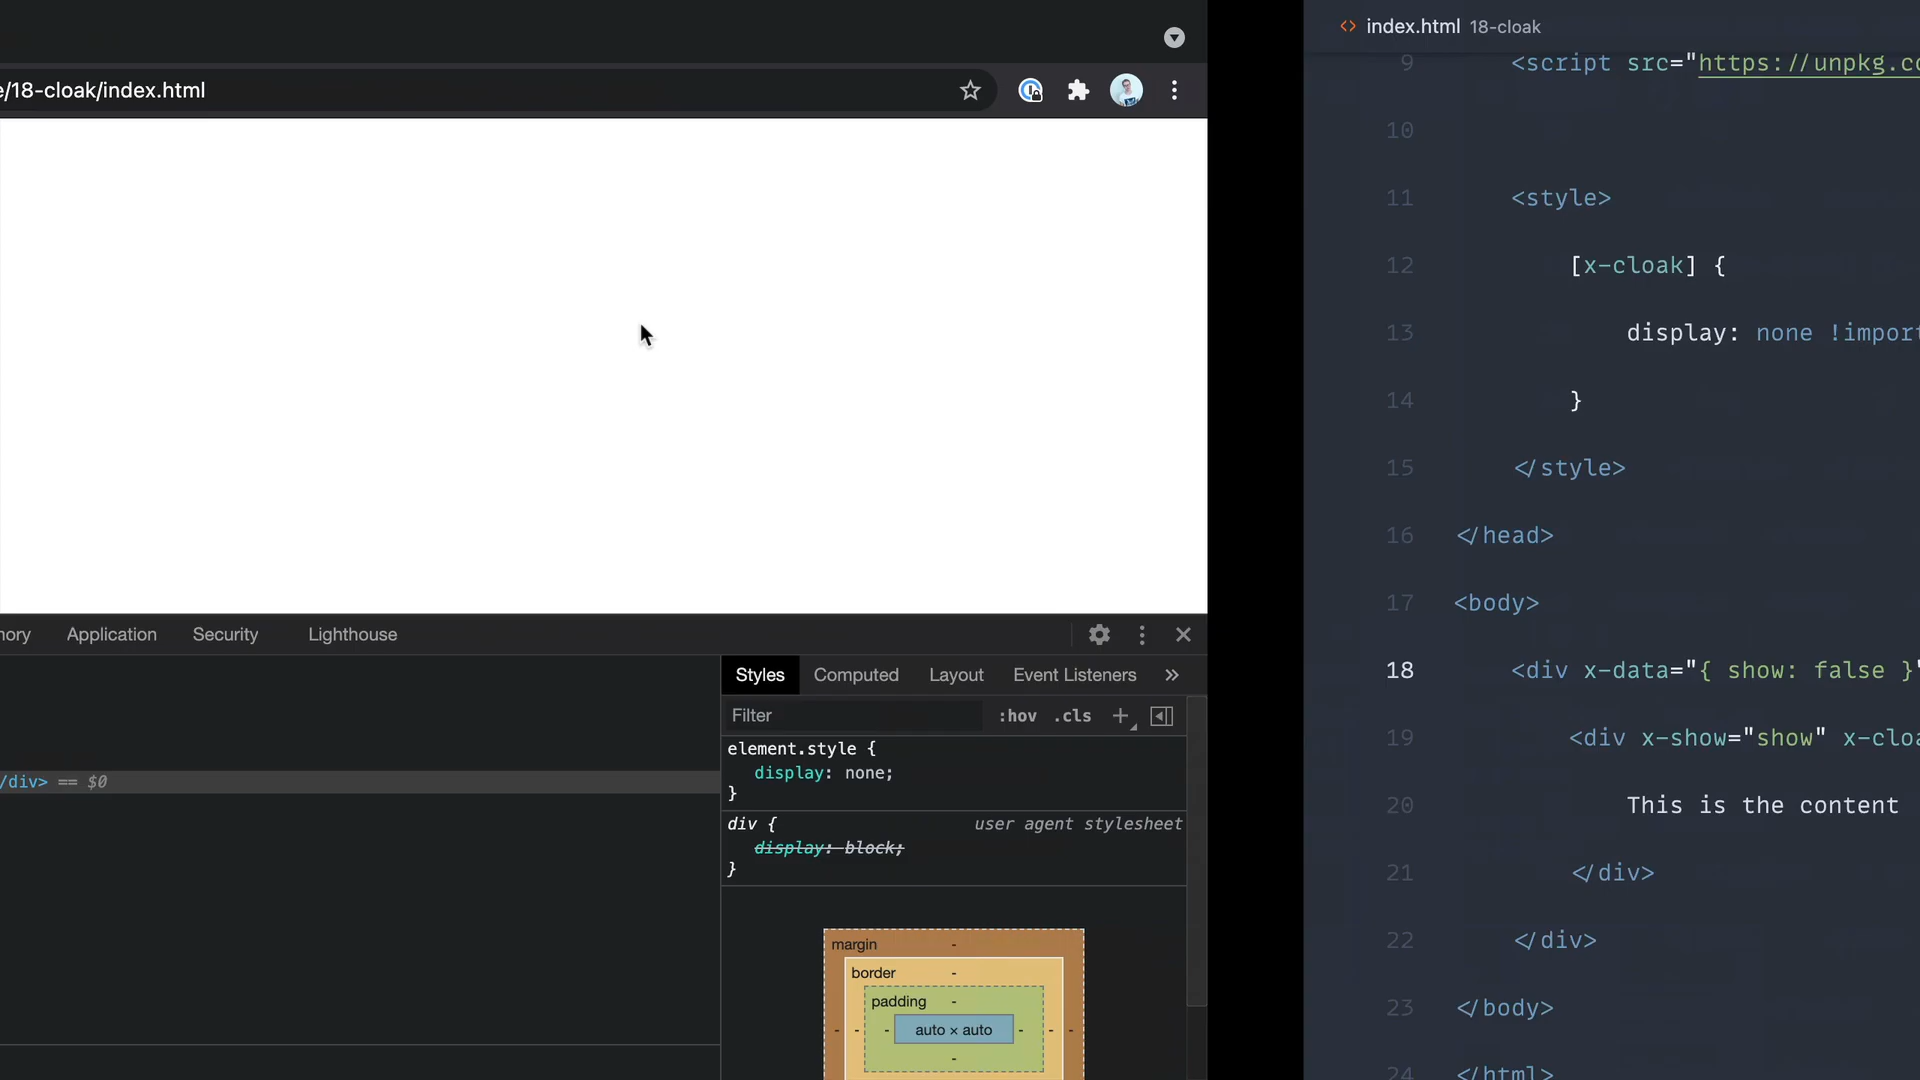 e/18-cloak/index.html
nory Application Security Lighthouse
Styles Computed Layout Event Listeners »
Filter :hov .cls +
/div> == $0
element.style {
display: none;
}
div { user agent stylesheet
display: block;
}
margin -
border -
padding -
- - - auto × auto - - -
-
<> index.html 18-cloak
9 <script src="https://unpkg.co
10
11 <style>
12 [x-cloak] {
13 display: none !import
14 }
15 </style>
16 </head>
17 <body>
18 <div x-data="{ show: false }"
19 <div x-show="show" x-cloa
20 This is the content
21 </div>
22 </div>
23 </body>
24 </html>